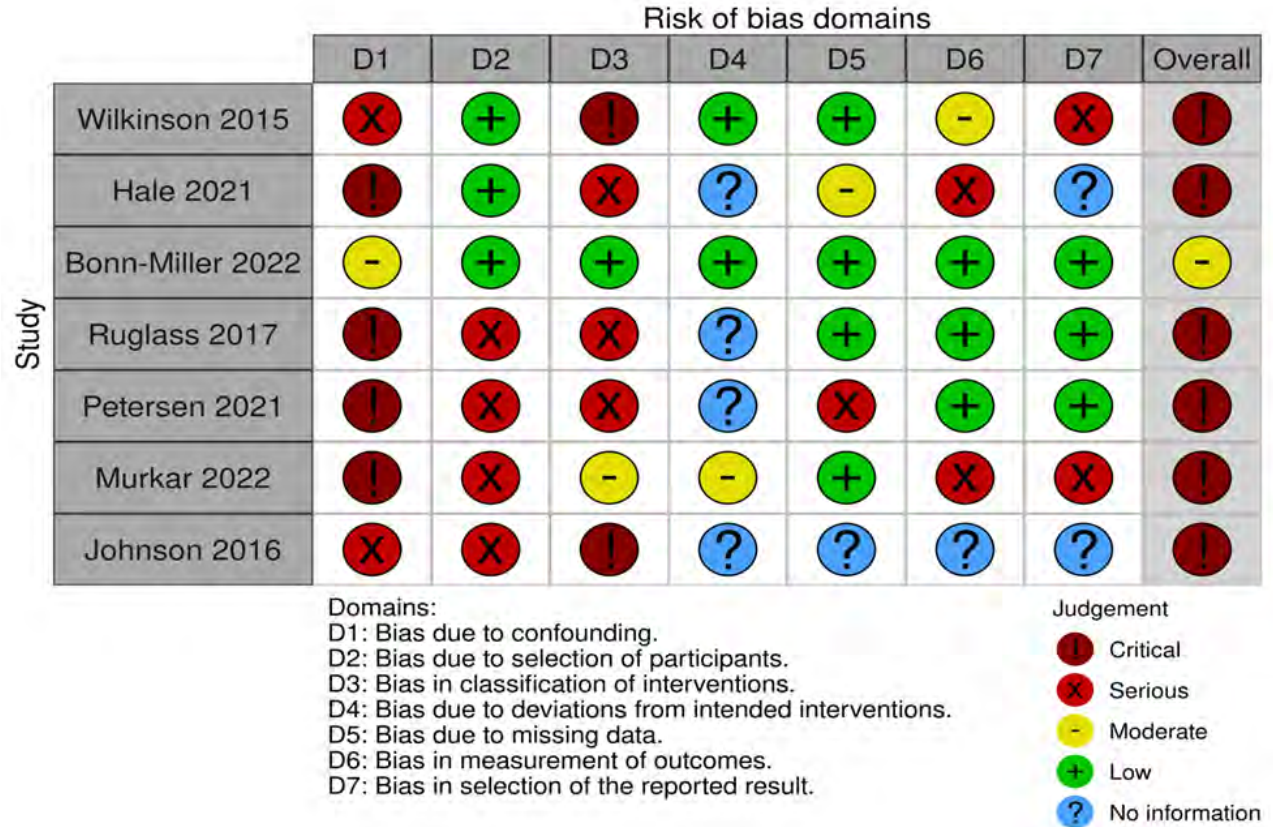 Risk of bias domains
D1 D2 D3 D4 D5 D6 D7 Overall
Study
Wilkinson 2015 X + ! + + - X !
Hale 2021 ! + X ? - X ? !
Bonn-Miller 2022 - + + + + + + -
Ruglass 2017 ! X X ? + + + !
Petersen 2021 ! X X ? X + + !
Murkar 2022 ! X - - + X X !
Johnson 2016 X X ! ? ? ? ? !
Domains:
D1: Bias due to confounding.
D2: Bias due to selection of participants.
D3: Bias in classification of interventions.
D4: Bias due to deviations from intended interventions.
D5: Bias due to missing data.
D6: Bias in measurement of outcomes.
D7: Bias in selection of the reported result.
Judgement
! Critical
X Serious
- Moderate
+ Low
? No information